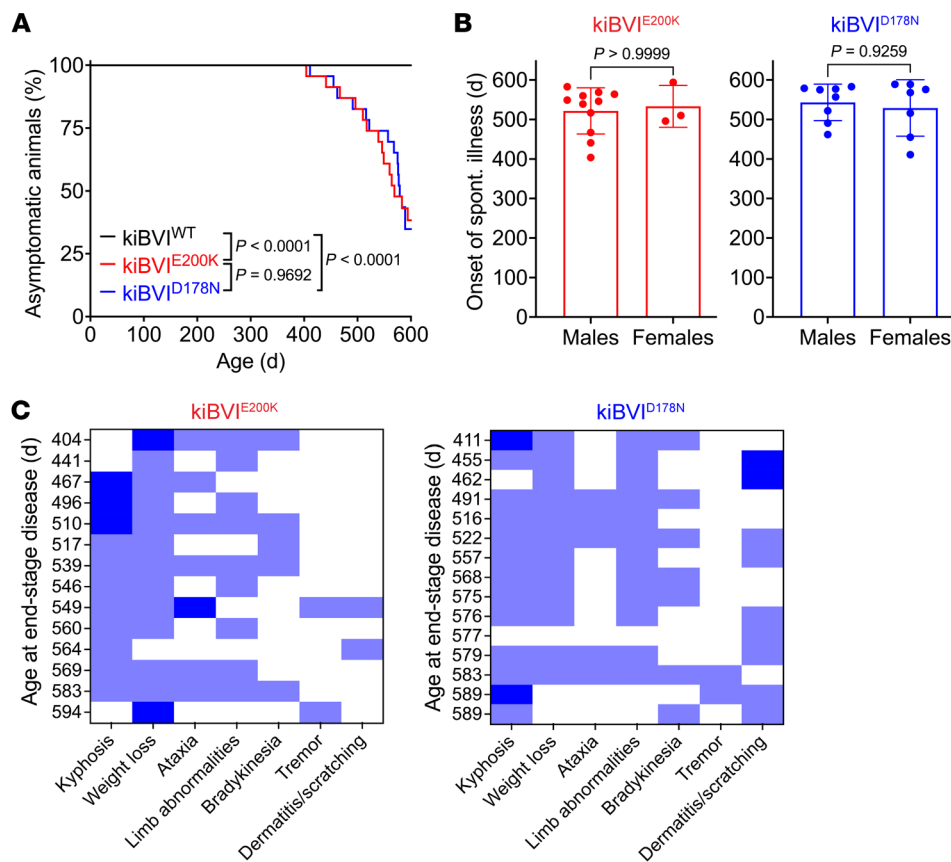 A
Asymptomatic animals (%)
100
75
50
25
0
0 100 200 300 400 500 600
Age (d)
kiBVI^WT
kiBVI^E200K
kiBVI^D178N
P < 0.0001
P = 0.9692
P < 0.0001
B
kiBVI^E200K
P > 0.9999
Onset of spont. illness (d)
600
500
400
300
200
100
0
Males Females
kiBVI^D178N
P = 0.9259
600
500
400
300
200
100
0
Males Females
C
kiBVI^E200K
Age at end-stage disease (d)
404
441
467
496
510
517
539
546
549
560
564
569
583
594
Kyphosis
Weight loss
Ataxia
Limb abnormalities
Bradykinesia
Tremor
Dermatitis/scratching
kiBVI^D178N
Age at end-stage disease (d)
411
455
462
491
516
522
557
568
575
576
577
579
583
589
589
Kyphosis
Weight loss
Ataxia
Limb abnormalities
Bradykinesia
Tremor
Dermatitis/scratching